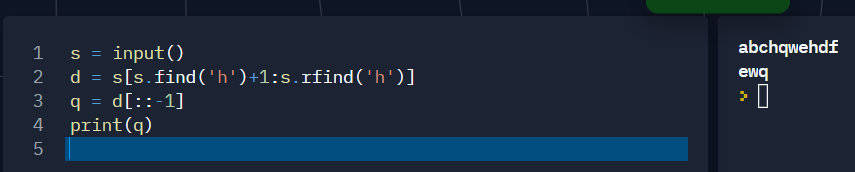 1 s = input()
2 d = s[s.find('h')+1:s.rfind('h')]
3 q = d[::-1]
4 print(q)
5
abchqwehdf
ewq
>